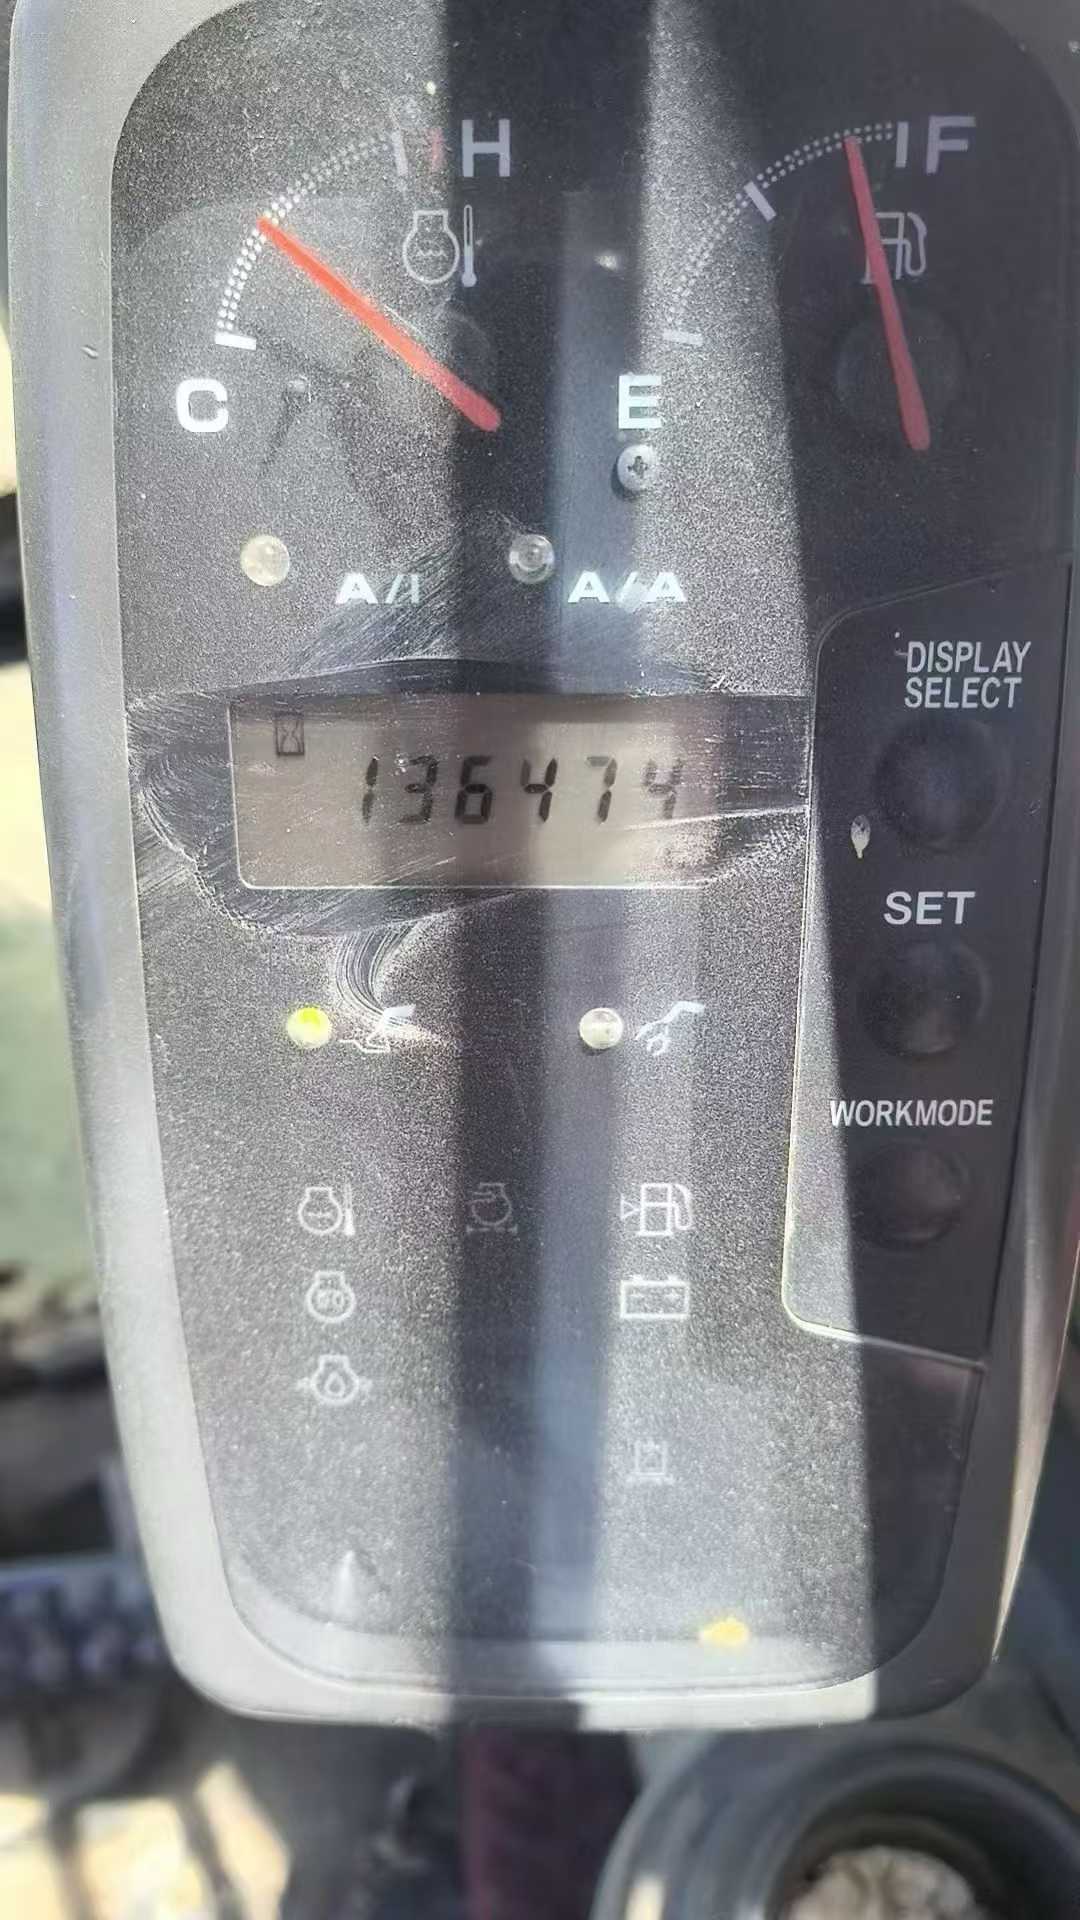 H
F
C
E
A/I
A/A
DISPLAY
SELECT
136474
SET
WORKMODE